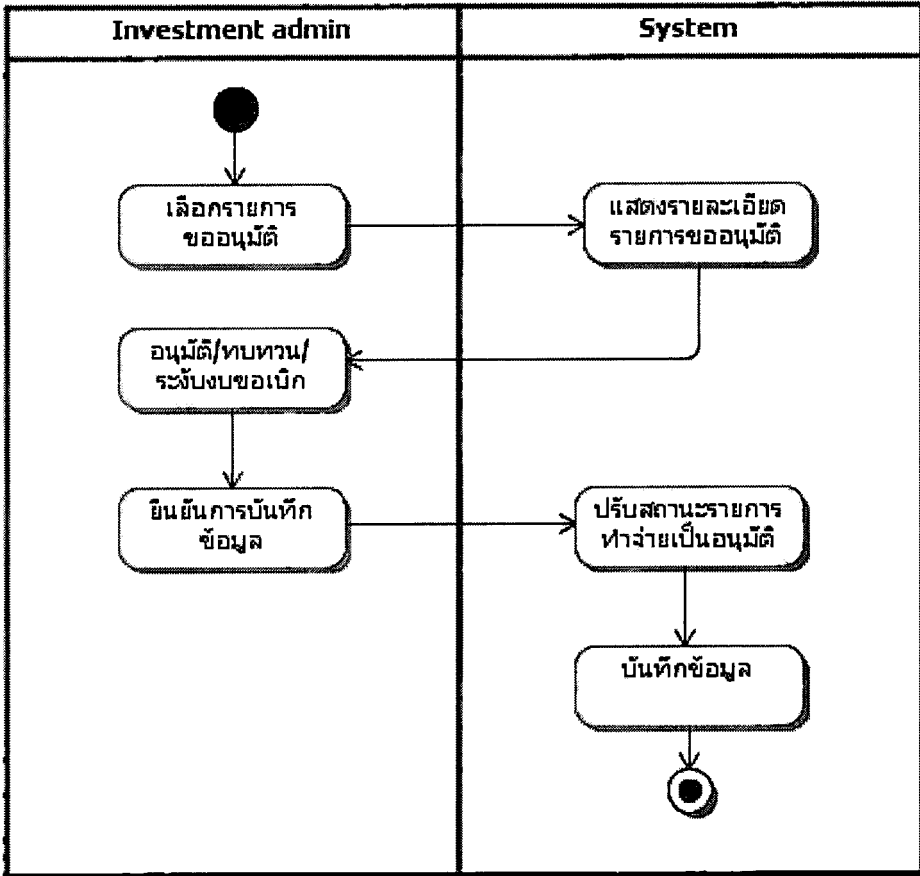 Investment admin
System
เลือกรายการ
ขออนุมัติ
แสดงรายละเอียด
รายการขออนุมัติ
อนุมัติ/ทบทวน/
ระงับงบขอเบิก
ยืนยันการบันทึก
ข้อมูล
ปรับสถานะรายการ
ทำจ่ายเป็นอนุมัติ
บันทึกข้อมูล